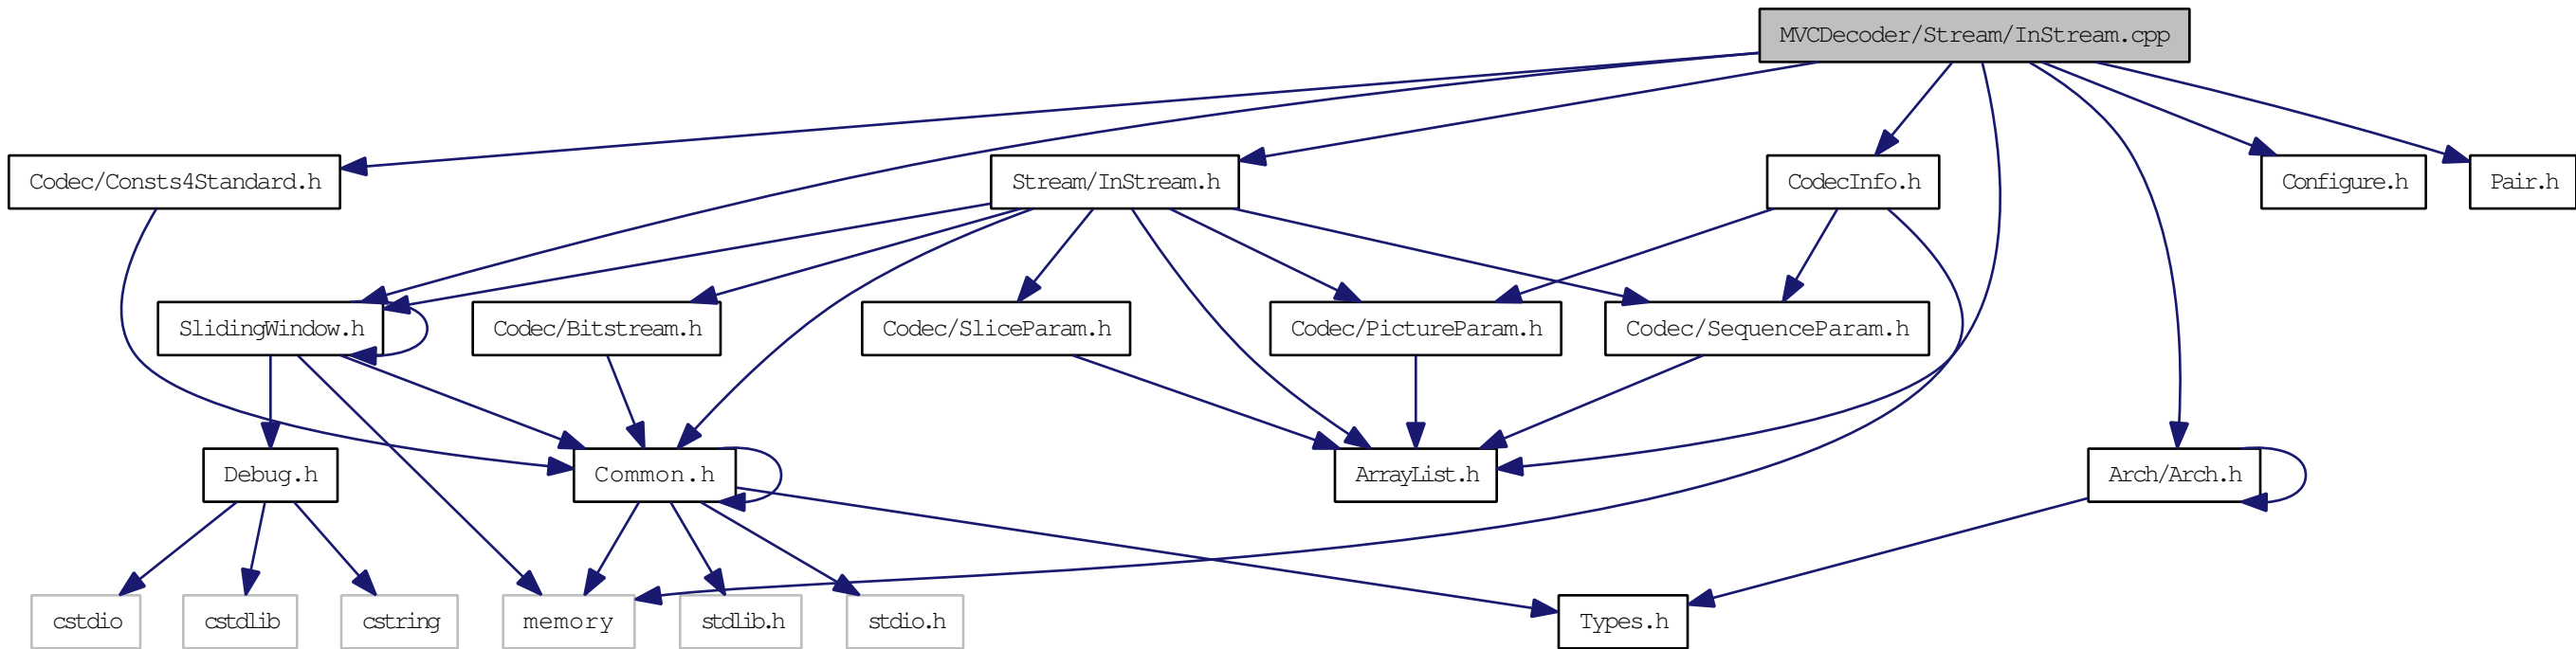 MVCDecoder/Stream/InStream.cpp
Codec/Consts4Standard.h
Stream/InStream.h
CodecInfo.h
Configure.h
Pair.h
SlidingWindow.h
Codec/Bitstream.h
Codec/SliceParam.h
Codec/PictureParam.h
Codec/SequenceParam.h
Debug.h
Common.h
ArrayList.h
Arch/Arch.h
cstdio
cstdlib
cstring
memory
stdlib.h
stdio.h
Types.h